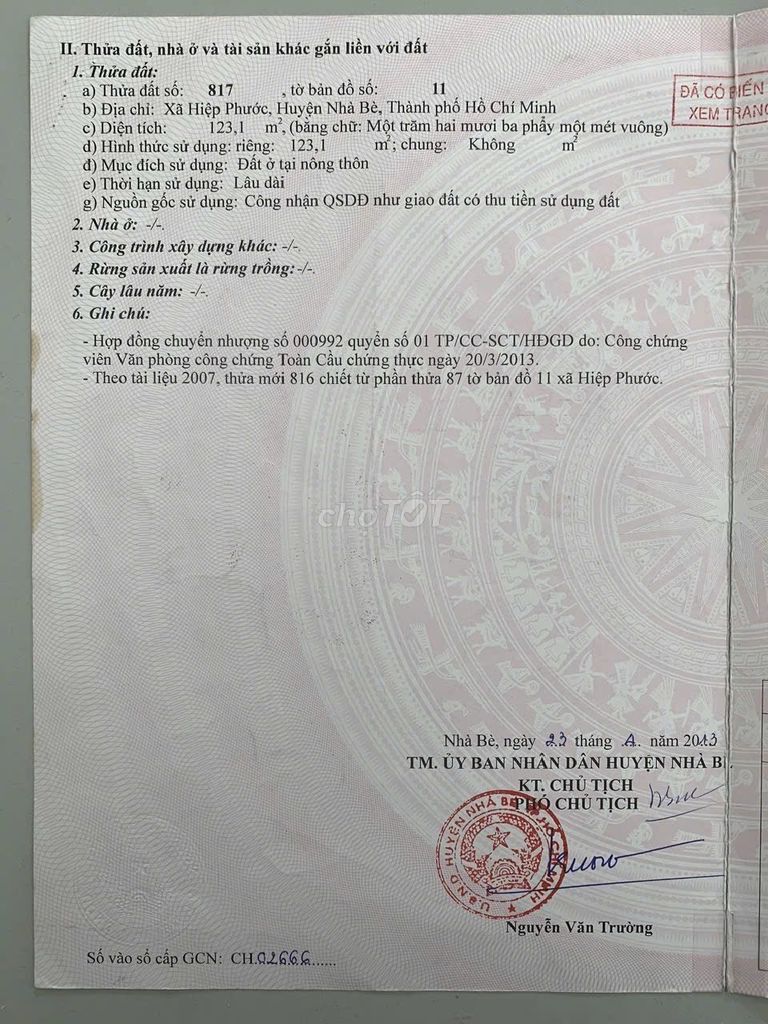 II. Thửa đất, nhà ở và tài sản khác gắn liền với đất
1. Thửa đất:
a) Thửa đất số: 817 , tờ bản đồ số: 11
b) Địa chỉ: Xã Hiệp Phước, Huyện Nhà Bè, Thành phố Hồ Chí Minh
c) Diện tích: 123,1 m², (bằng chữ: Một trăm hai mươi ba phẩy một mét vuông)
d) Hình thức sử dụng: riêng: 123,1 m²; chung: Không m²
đ) Mục đích sử dụng: Đất ở tại nông thôn
e) Thời hạn sử dụng: Lâu dài
g) Nguồn gốc sử dụng: Công nhận QSDĐ như giao đất có thu tiền sử dụng đất
2. Nhà ở: -/-.
3. Công trình xây dựng khác: -/-.
4. Rừng sản xuất là rừng trồng: -/-.
5. Cây lâu năm: -/-.
6. Ghi chú:
- Hợp đồng chuyển nhượng số 000992 quyển số 01 TP/CC-SCT/HĐGD do: Công chứng
viên Văn phòng công chứng Toàn Cầu chứng thực ngày 20/3/2013.
- Theo tài liệu 2007, thửa mới 816 chiết từ phần thửa 87 tờ bản đồ 11 xã Hiệp Phước.
ĐÃ CÓ BIẾN
XEM TRANG
choTỐT
Nhà Bè, ngày 23 tháng 4. năm 2013
TM. ỦY BAN NHÂN DÂN HUYỆN NHÀ B
KT. CHỦ TỊCH
PHÓ CHỦ TỊCH
U.B.N.D HUYỆN NHÀ BÈ T.P HỒ CHÍ MINH
Nguyễn Văn Trường
Số vào sổ cấp GCN: CH.02666......